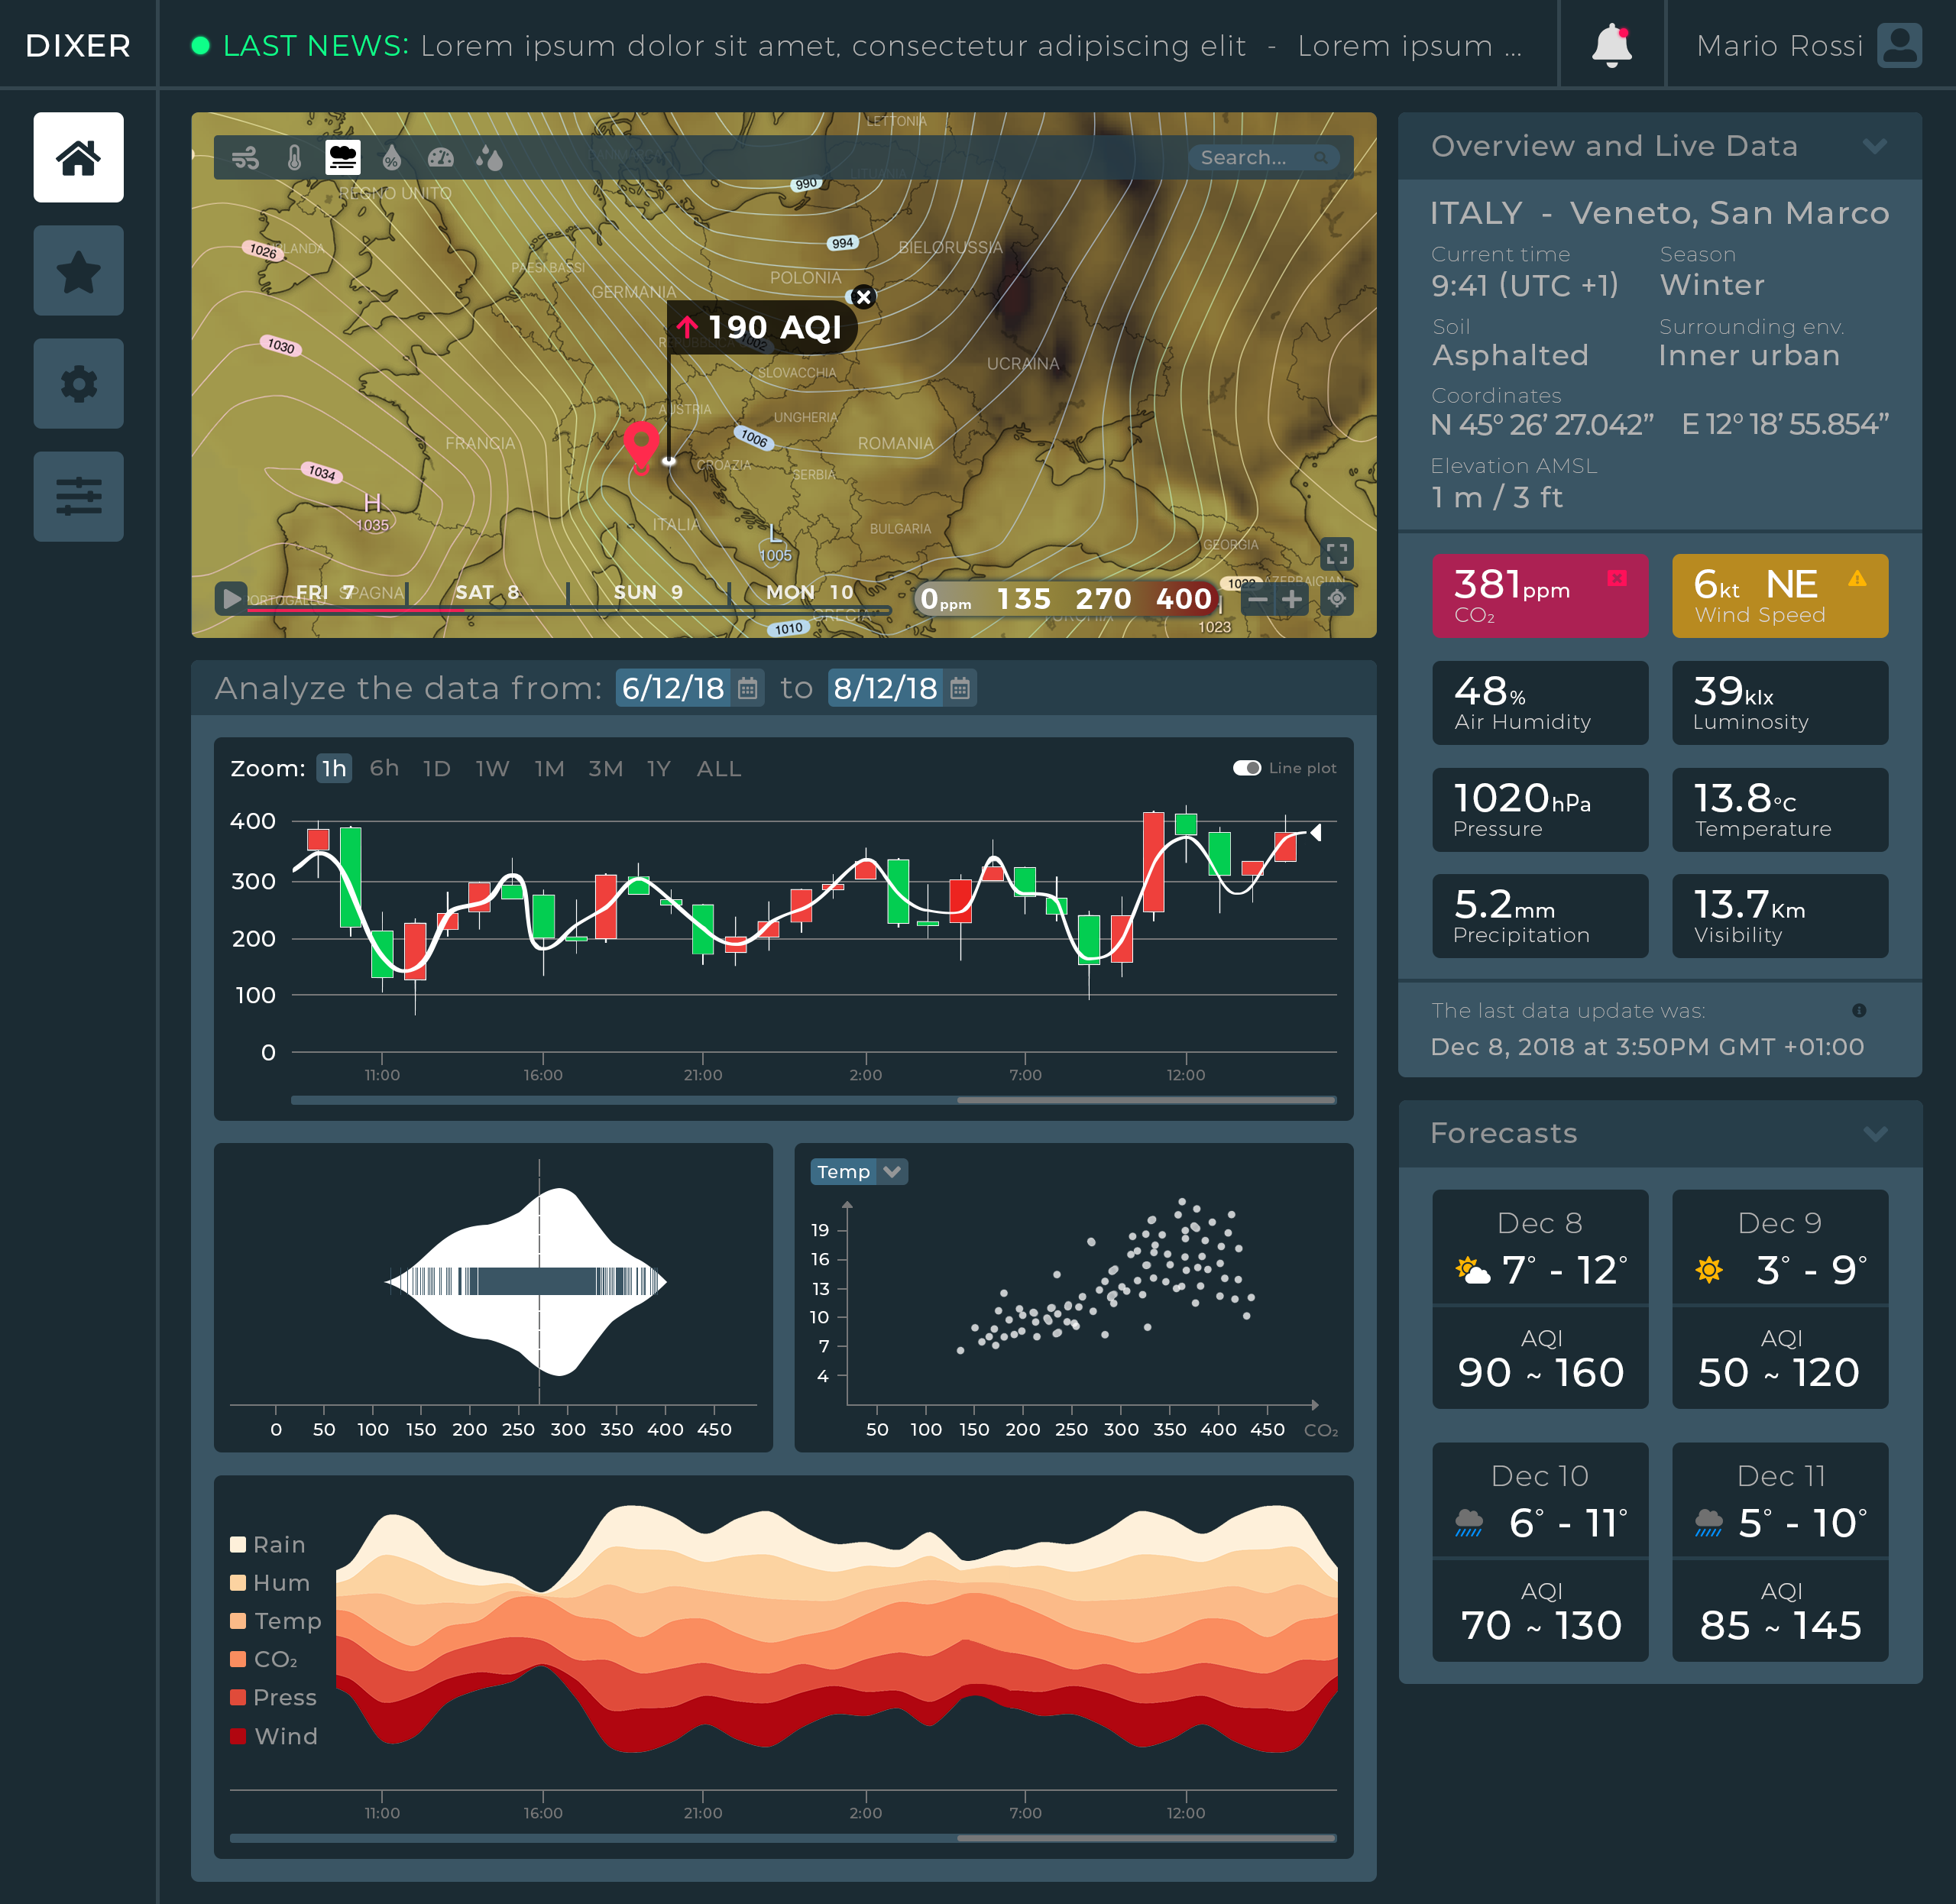 DIXER
LAST NEWS: Lorem ipsum dolor sit amet, consectetur adipiscing elit - Lorem ipsum ...
Mario Rossi
LETTONIA
Search...
LITUANIA
990
REGNO UNITO
1026
994
BIELORUSSIA
PAESI BASSI
POLONIA
GERMANIA
190 AQI
1002
1030
UCRAINA
SLOVACCHIA
AUSTRIA
UNGHERIA
1006
FRANCIA
ROMANIA
CROAZIA
SERBIA
1034
H
1035
ITALIA
BULGARIA
L
1005
GEORGIA
AZERBAIGIAN
FRI 7
SAT 8
SUN 9
MON 10
PORTOGALLO
SPAGNA
0ppm 135 270 400
GRECIA
TURCHIA
1010
1023
Analyze the data from: 6/12/18 to 8/12/18
Zoom: 1h 6h 1D 1W 1M 3M 1Y ALL
Line plot
400
300
200
100
0
11:00 16:00 21:00 2:00 7:00 12:00
0 50 100 150 200 250 300 350 400 450
Temp
19
16
13
10
7
4
50 100 150 200 250 300 350 400 450 CO₂
Rain
Hum
Temp
CO₂
Press
Wind
11:00 16:00 21:00 2:00 7:00 12:00
Overview and Live Data
ITALY - Veneto, San Marco
Current time
Season
9:41 (UTC +1)
Winter
Soil
Surrounding env.
Asphalted
Inner urban
Coordinates
N 45° 26’ 27.042” E 12° 18’ 55.854”
Elevation AMSL
1 m / 3 ft
381ppm
CO₂
6kt NE
Wind Speed
48%
Air Humidity
39klx
Luminosity
1020hPa
Pressure
13.8°C
Temperature
5.2mm
Precipitation
13.7Km
Visibility
The last data update was:
Dec 8, 2018 at 3:50PM GMT +01:00
Forecasts
Dec 8
7° - 12°
AQI
90 ~ 160
Dec 9
3° - 9°
AQI
50 ~ 120
Dec 10
6° - 11°
AQI
70 ~ 130
Dec 11
5° - 10°
AQI
85 ~ 145